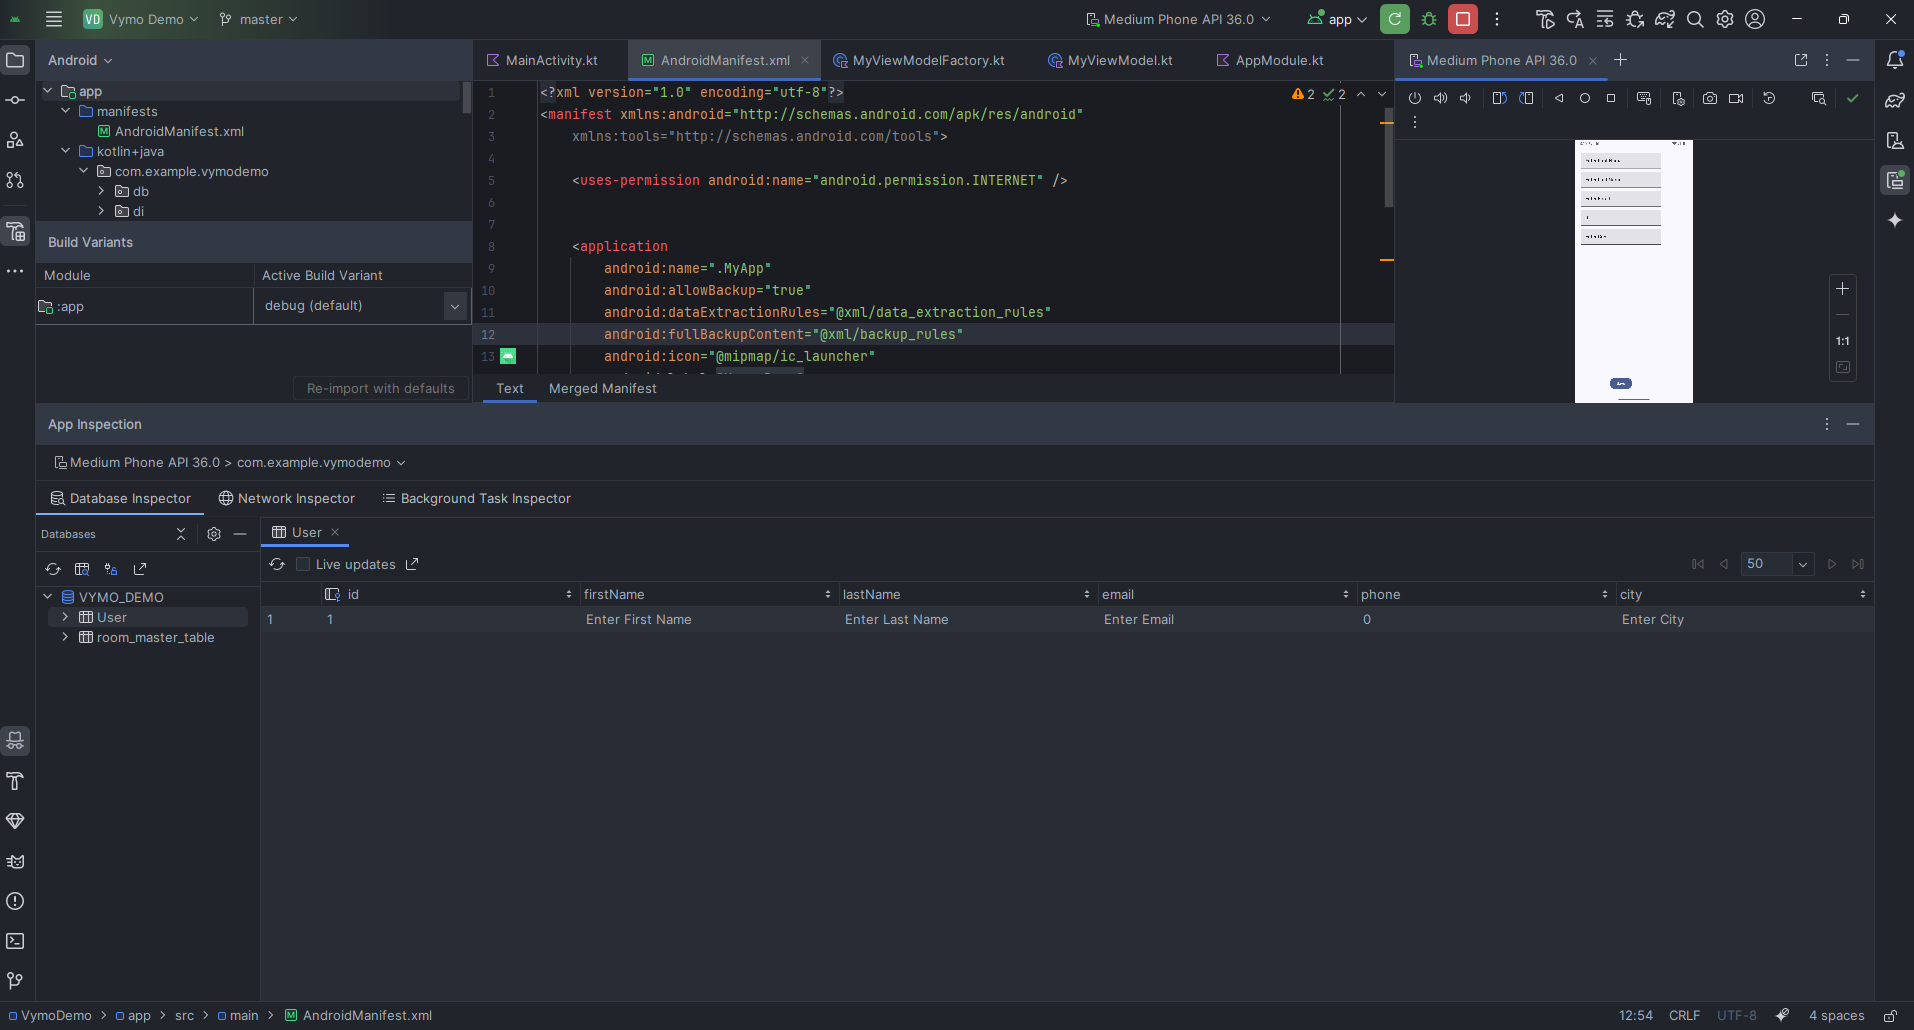 VD Vymo Demo
master
Medium Phone API 36.0
app
Android
app
manifests
AndroidManifest.xml
kotlin+java
com.example.vymodemo
db
di
Build Variants
Module Active Build Variant
:app debug (default)
Re-import with defaults
MainActivity.kt
AndroidManifest.xml
MyViewModelFactory.kt
MyViewModel.kt
AppModule.kt
1 <?xml version="1.0" encoding="utf-8"?>
2 2
2 <manifest xmlns:android="http://schemas.android.com/apk/res/android"
3 xmlns:tools="http://schemas.android.com/tools">
4
5 <uses-permission android:name="android.permission.INTERNET" />
6
7
8 <application
9 android:name=".MyApp"
10 android:allowBackup="true"
11 android:dataExtractionRules="@xml/data_extraction_rules"
12 android:fullBackupContent="@xml/backup_rules"
13 android:icon="@mipmap/ic_launcher"
Text Merged Manifest
Medium Phone API 36.0
1:1
App Inspection
Medium Phone API 36.0 > com.example.vymodemo
Database Inspector
Network Inspector
Background Task Inspector
Databases
VYMO_DEMO
User
room_master_table
User
Live updates
50
id firstName lastName email phone city
1 1 Enter First Name Enter Last Name Enter Email 0 Enter City
VymoDemo > app > src > main > AndroidManifest.xml
12:54 CRLF UTF-8 4 spaces